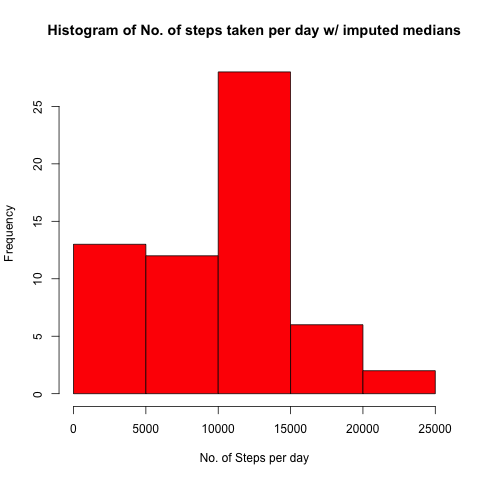 Histogram of No. of steps taken per day w/ imputed medians
Frequency
25
20
15
10
5
0
0 5000 10000 15000 20000 25000
No. of Steps per day